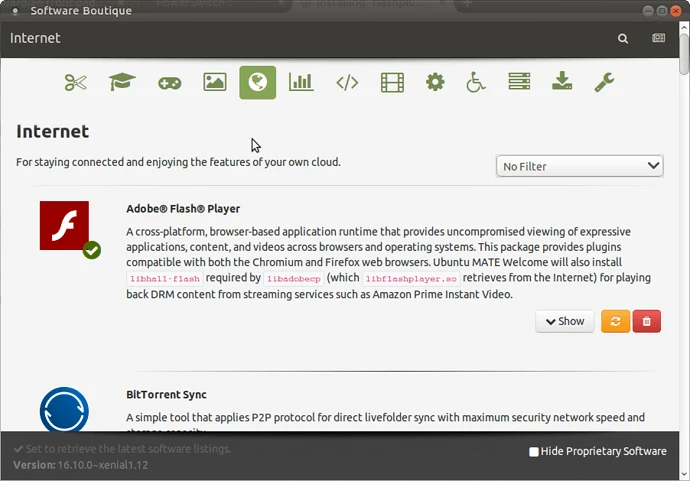 Software Boutique
Internet
Internet
For staying connected and enjoying the features of your own cloud.
No Filter
Adobe® Flash® Player
A cross-platform, browser-based application runtime that provides uncompromised viewing of expressive
applications, content, and videos across browsers and operating systems. This package provides plugins
compatible with both the Chromium and Firefox web browsers. Ubuntu MATE Welcome will also install
libhall-flash required by libadobecp (which libflashplayer.so retrieves from the Internet) for playing
back DRM content from streaming services such as Amazon Prime Instant Video.
Show
BitTorrent Sync
A simple tool that applies P2P protocol for direct livefolder sync with maximum security network speed and
Set to retrieve the latest software listings.
Hide Proprietary Software
Version: 16.10.0~xenial1.12